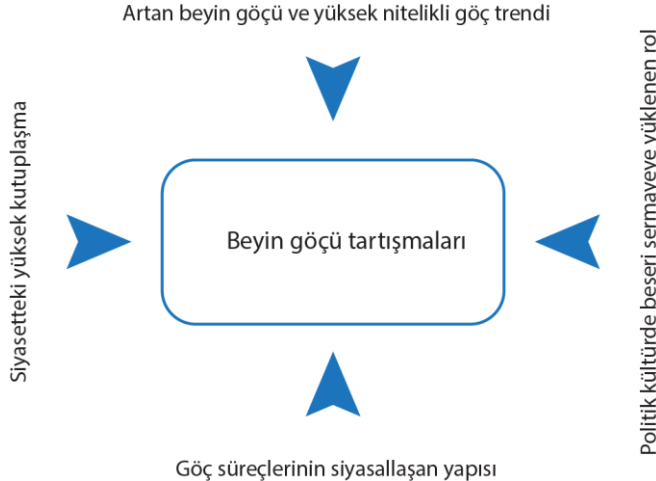 Artan beyin göçü ve yüksek nitelikli göç trendi
Siyasetteki yüksek kutuplaşma
Beyin göçü tartışmaları
Politik kültürde beşeri sermayeye yüklenen rol
Göç süreçlerinin siyasallaşan yapısı